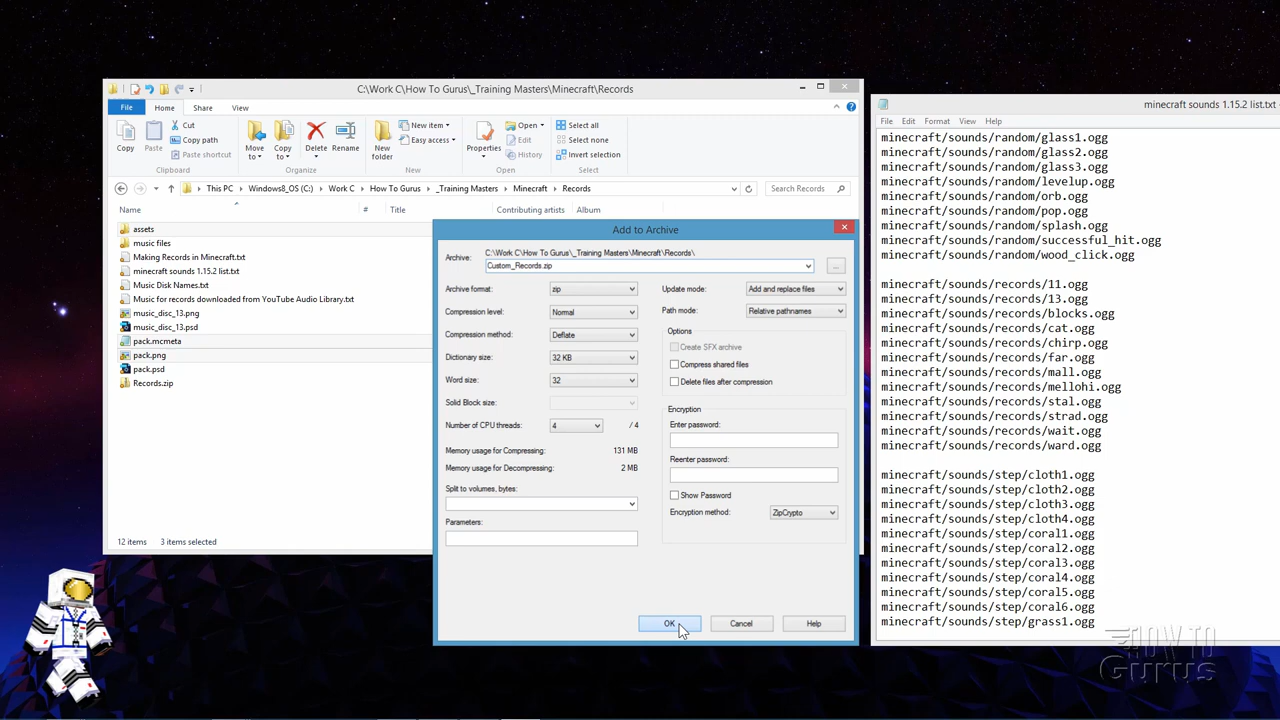 C:\Work C\How To Gurus\_Training Masters\Minecraft\Records
File Home Share View
Copy
Paste
Cut
Copy path
Paste shortcut
Clipboard
Move to
Copy to
Delete
Rename
Organize
New folder
New item
Easy access
New
Properties
Open
Edit
History
Open
Select all
Select none
Invert selection
Select
This PC Windows8_OS (C:) Work C How To Gurus _Training Masters Minecraft Records
Search Records
Name # Title Contributing artists Album
assets
music files
Making Records in Minecraft.txt
minecraft sounds 1.15.2 list.txt
Music Disk Names.txt
Music for records downloaded from YouTube Audio Library.txt
music_disc_13.png
music_disc_13.psd
pack.mcmeta
pack.png
pack.psd
Records.zip
12 items 3 items selected
Add to Archive
Archive:
C:\Work C\How To Gurus\_Training Masters\Minecraft\Records\
Custom_Records.zip
...
Archive format: zip
Compression level: Normal
Compression method: Deflate
Dictionary size: 32 KB
Word size: 32
Solid Block size:
Number of CPU threads: 4 / 4
Memory usage for Compressing: 131 MB
Memory usage for Decompressing: 2 MB
Split to volumes, bytes:
Parameters:
Update mode: Add and replace files
Path mode: Relative pathnames
Options
Create SFX archive
Compress shared files
Delete files after compression
Encryption
Enter password:
Reenter password:
Show Password
Encryption method: ZipCrypto
OK Cancel Help
minecraft sounds 1.15.2 list.txt
File Edit Format View Help
minecraft/sounds/random/glass1.ogg
minecraft/sounds/random/glass2.ogg
minecraft/sounds/random/glass3.ogg
minecraft/sounds/random/levelup.ogg
minecraft/sounds/random/orb.ogg
minecraft/sounds/random/pop.ogg
minecraft/sounds/random/splash.ogg
minecraft/sounds/random/successful_hit.ogg
minecraft/sounds/random/wood_click.ogg
minecraft/sounds/records/11.ogg
minecraft/sounds/records/13.ogg
minecraft/sounds/records/blocks.ogg
minecraft/sounds/records/cat.ogg
minecraft/sounds/records/chirp.ogg
minecraft/sounds/records/far.ogg
minecraft/sounds/records/mall.ogg
minecraft/sounds/records/mellohi.ogg
minecraft/sounds/records/stal.ogg
minecraft/sounds/records/strad.ogg
minecraft/sounds/records/wait.ogg
minecraft/sounds/records/ward.ogg
minecraft/sounds/step/cloth1.ogg
minecraft/sounds/step/cloth2.ogg
minecraft/sounds/step/cloth3.ogg
minecraft/sounds/step/cloth4.ogg
minecraft/sounds/step/coral1.ogg
minecraft/sounds/step/coral2.ogg
minecraft/sounds/step/coral3.ogg
minecraft/sounds/step/coral4.ogg
minecraft/sounds/step/coral5.ogg
minecraft/sounds/step/coral6.ogg
minecraft/sounds/step/grass1.ogg
HOW TO
GURUS